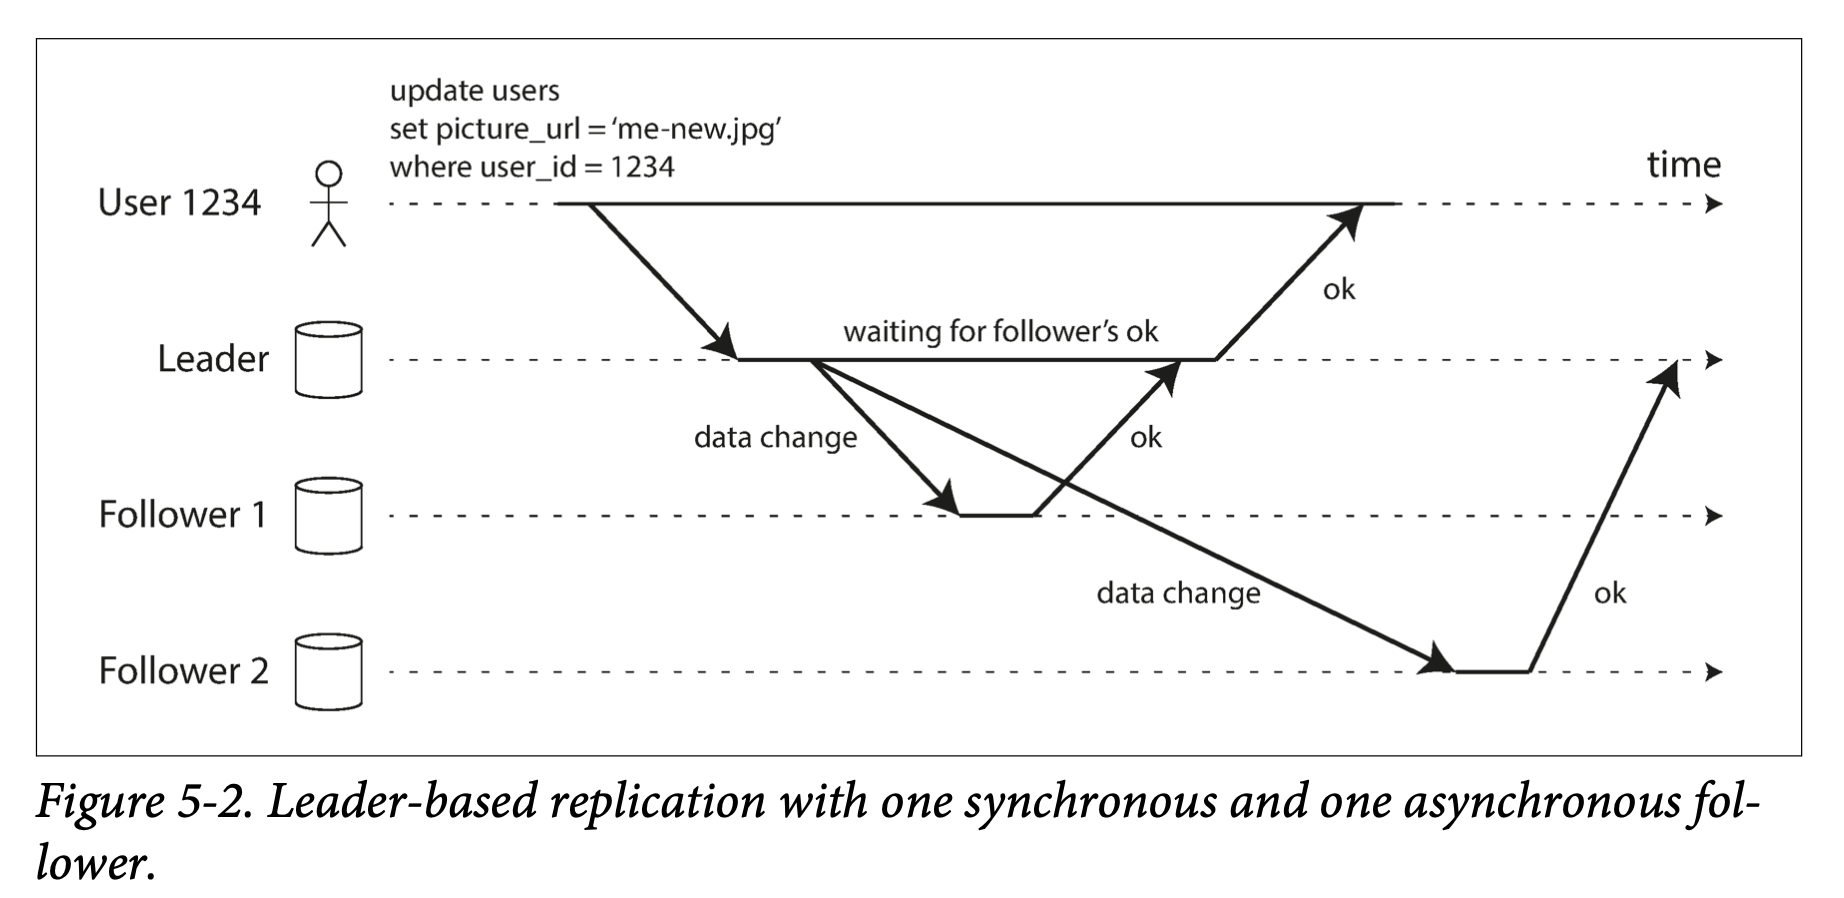 update users
set picture_url = ‘me-new.jpg’
where user_id = 1234
time
User 1234
ok
waiting for follower’s ok
Leader
data change
ok
Follower 1
data change
ok
Follower 2
Figure 5-2. Leader-based replication with one synchronous and one asynchronous fol-
lower.